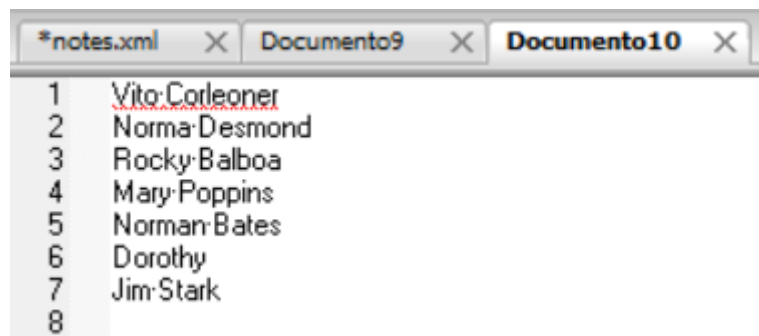 *notes.xml Documento9 Documento10
1 Vito Corleoner
2 Norma Desmond
3 Rocky Balboa
4 Mary Poppins
5 Norman Bates
6 Dorothy
7 Jim Stark
8